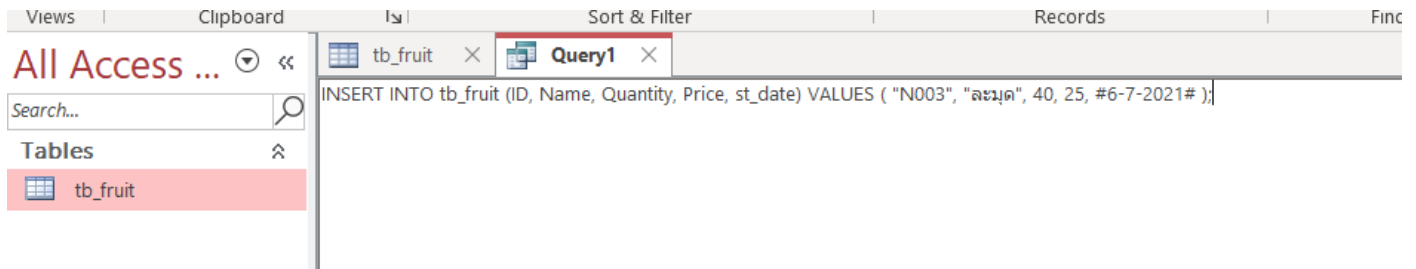 Views Clipboard Sort & Filter Records Find
All Access ... «
tb_fruit Query1
Search...
INSERT INTO tb_fruit (ID, Name, Quantity, Price, st_date) VALUES ( "N003", "ละมุด", 40, 25, #6-7-2021# );
Tables
tb_fruit